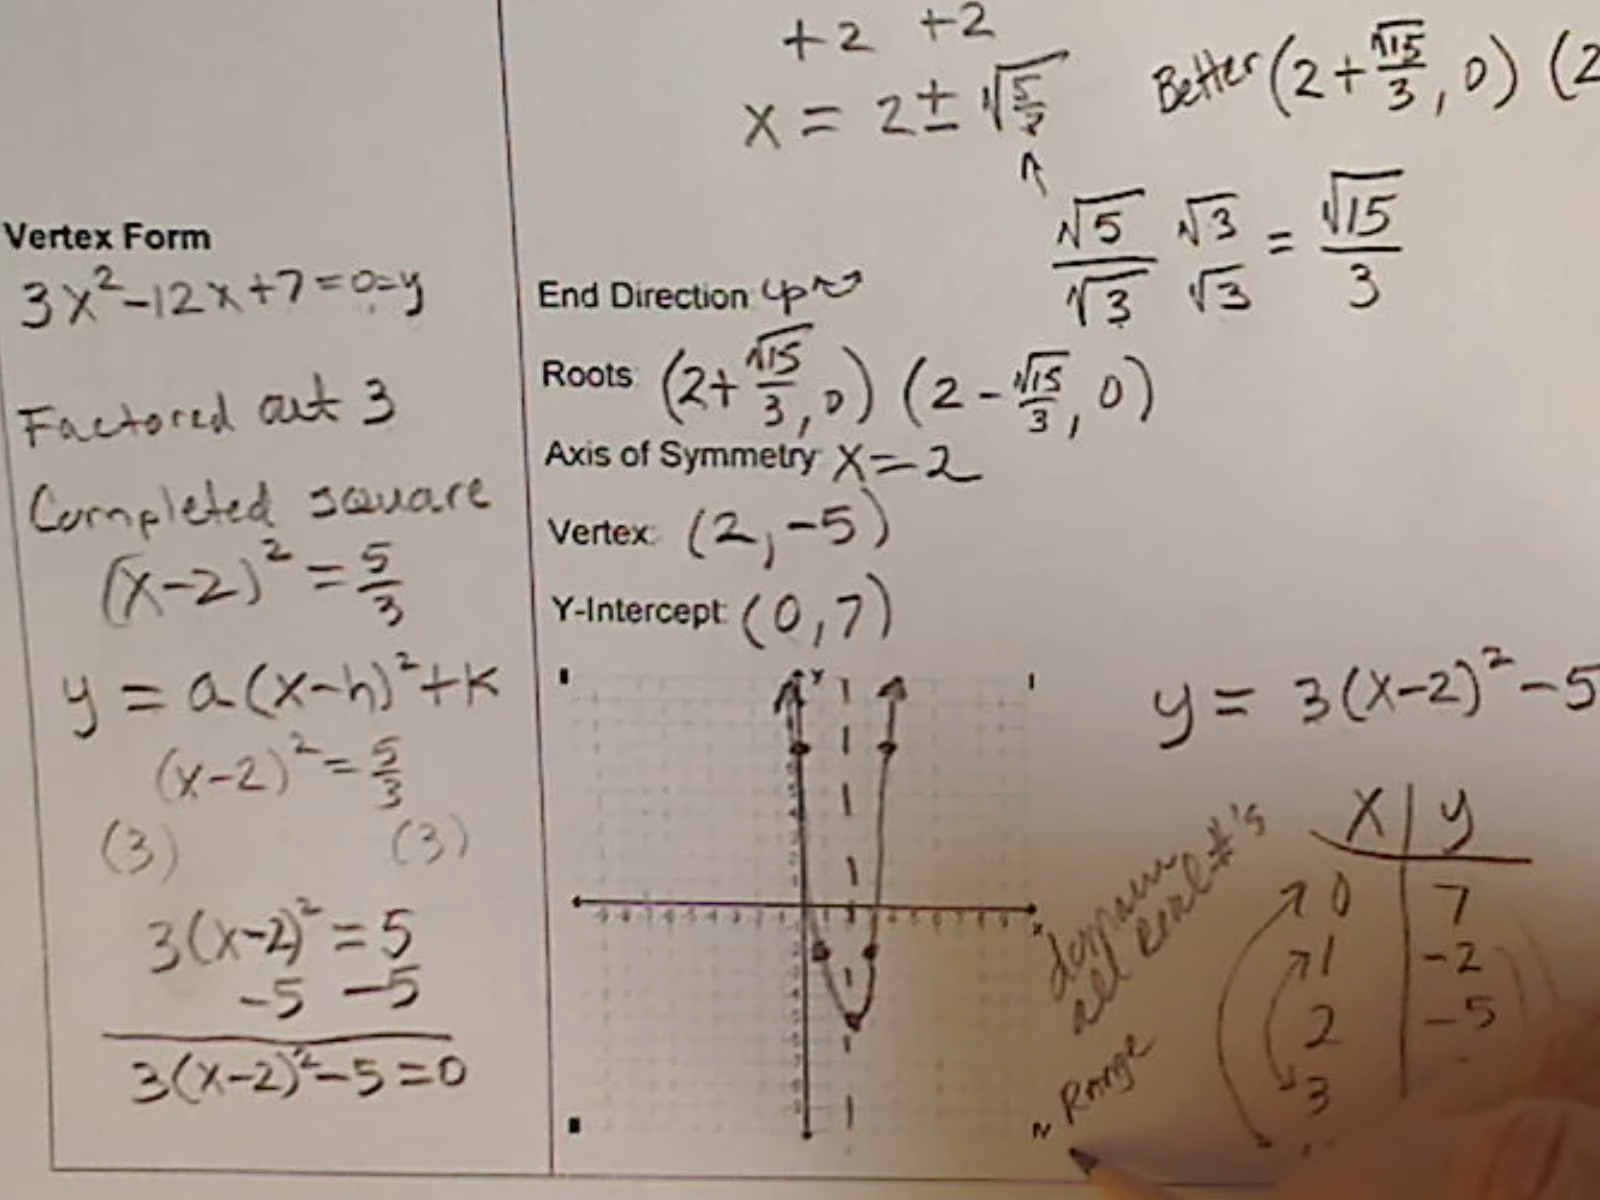 +2 +2
x = 2 ± √5/3
Better (2 + √15/3, 0) (2
√5/√3 √3/√3 = √15/3
Vertex Form
3x² - 12x + 7 = 0 = y
Factored out 3
Completed square
(x-2)² = 5/3
y = a(x-h)² + k
(x-2)² = 5/3
(3) (3)
3(x-2)² = 5
-5 -5
3(x-2)² - 5 = 0
End Direction: up
Roots: (2 + √15/3, 0) (2 - √15/3, 0)
Axis of Symmetry: x = 2
Vertex: (2, -5)
Y-Intercept: (0, 7)
y
x
y = 3(x-2)² - 5
x | y
0 | 7
1 | -2
2 | -5
3
domain
all real #'s
Range